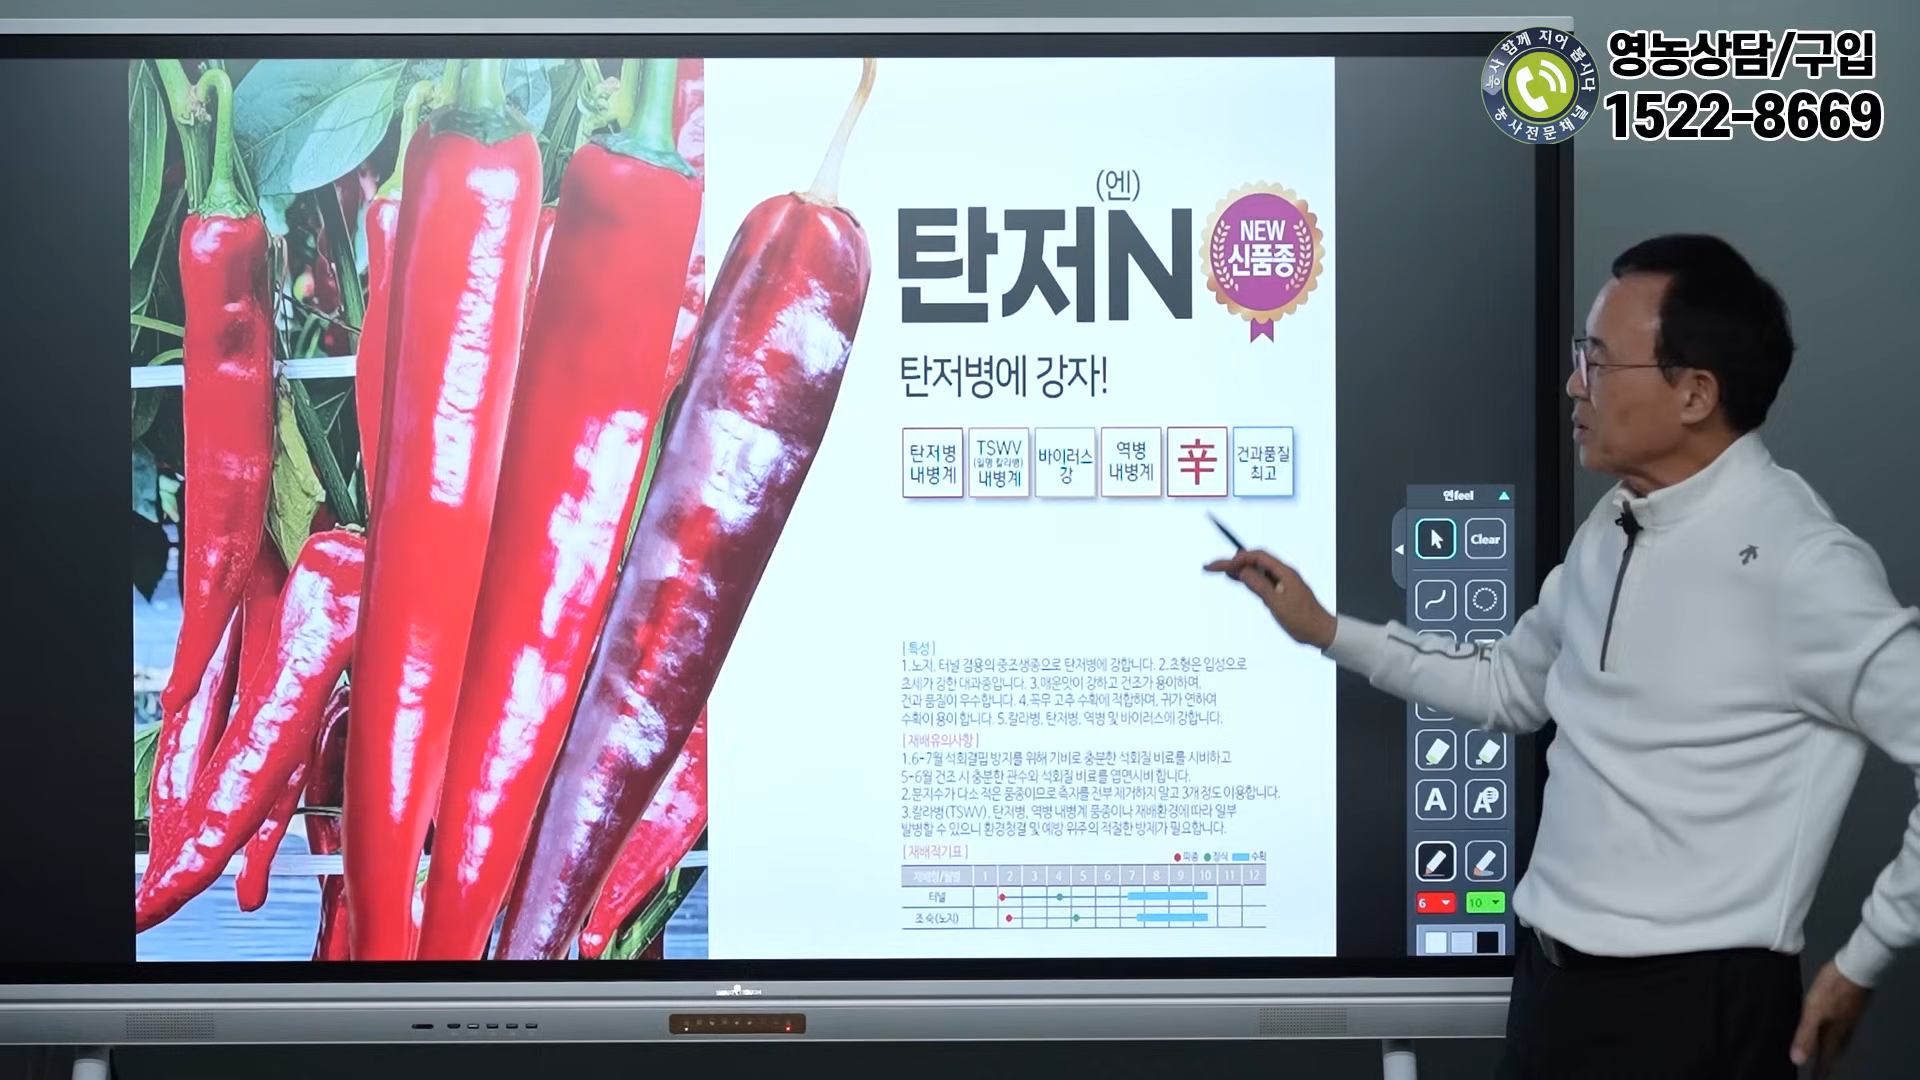 영농상담/구입
1522-8669
농사 함께 지어 봅시다
농사전문채널
(엔)
탄저N
NEW
신품종
탄저병에 강자!
탄저병
내병계
TSWV
(일명 칼라병)
내병계
바이러스
강
역병
내병계
辛
건과품질
최고
[특성]
1.노지, 터널 겸용의 중조생종으로 탄저병에 강합니다. 2.초형은 입성으로
초세가 강한 대과종입니다. 3.매운맛이 강하고 건조가 용이하며,
건과 품질이 우수합니다. 4.꼭무 고추 수확에 적합하며, 귀가 연하여
수확이 용이 합니다. 5.칼라병, 탄저병, 역병 및 바이러스에 강합니다.
[재배유의사항]
1.6-7월 석회결핍 방지를 위해 기비로 충분한 석회질 비료를 시비하고
5-6월 건조 시 충분한 관수와 석회질 비료를 엽면시비 합니다.
2.분지수가 다소 적은 품종이므로 측지를 전부 제거하지 말고 3개 정도 이용합니다.
3.칼라병(TSWV), 탄저병, 역병 내병계 품종이나 재배환경에 따라 일부
발병할 수 있으니 환경청결 및 예방 위주의 적절한 방제가 필요합니다.
[재배적기표]
파종 정식 수확
재배형/월별 1 2 3 4 5 6 7 8 9 10 11 12
터널
조숙(노지)
연feel
Clear
A
A
6
10